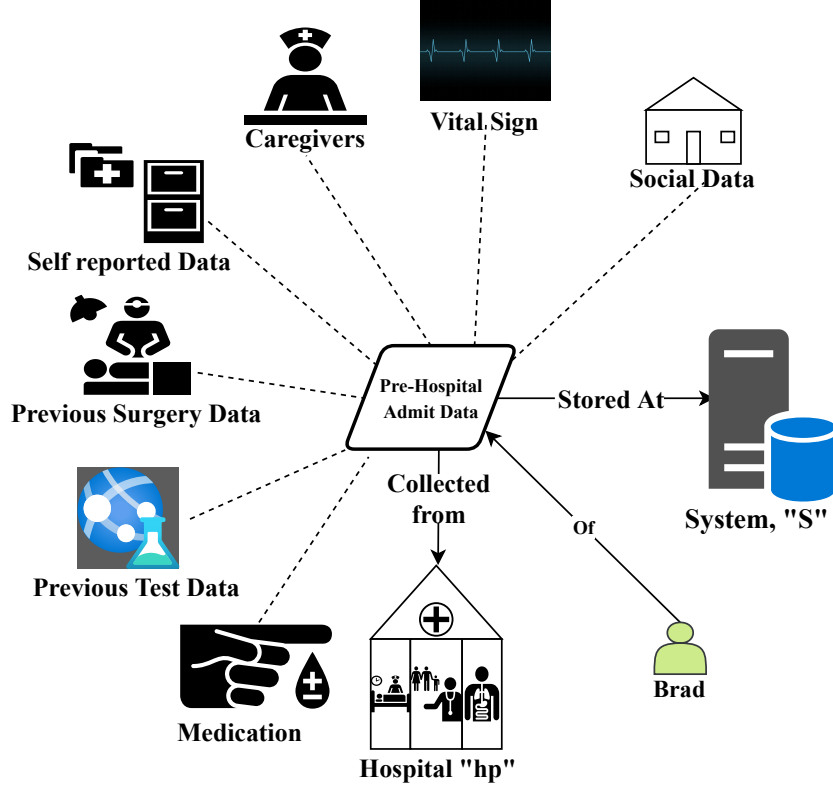 Caregivers
Vital Sign
Social Data
Self reported Data
Previous Surgery Data
Pre-Hospital
Admit Data
Stored At
System, "S"
Collected
from
Of
Previous Test Data
Medication
Hospital "hp"
Brad